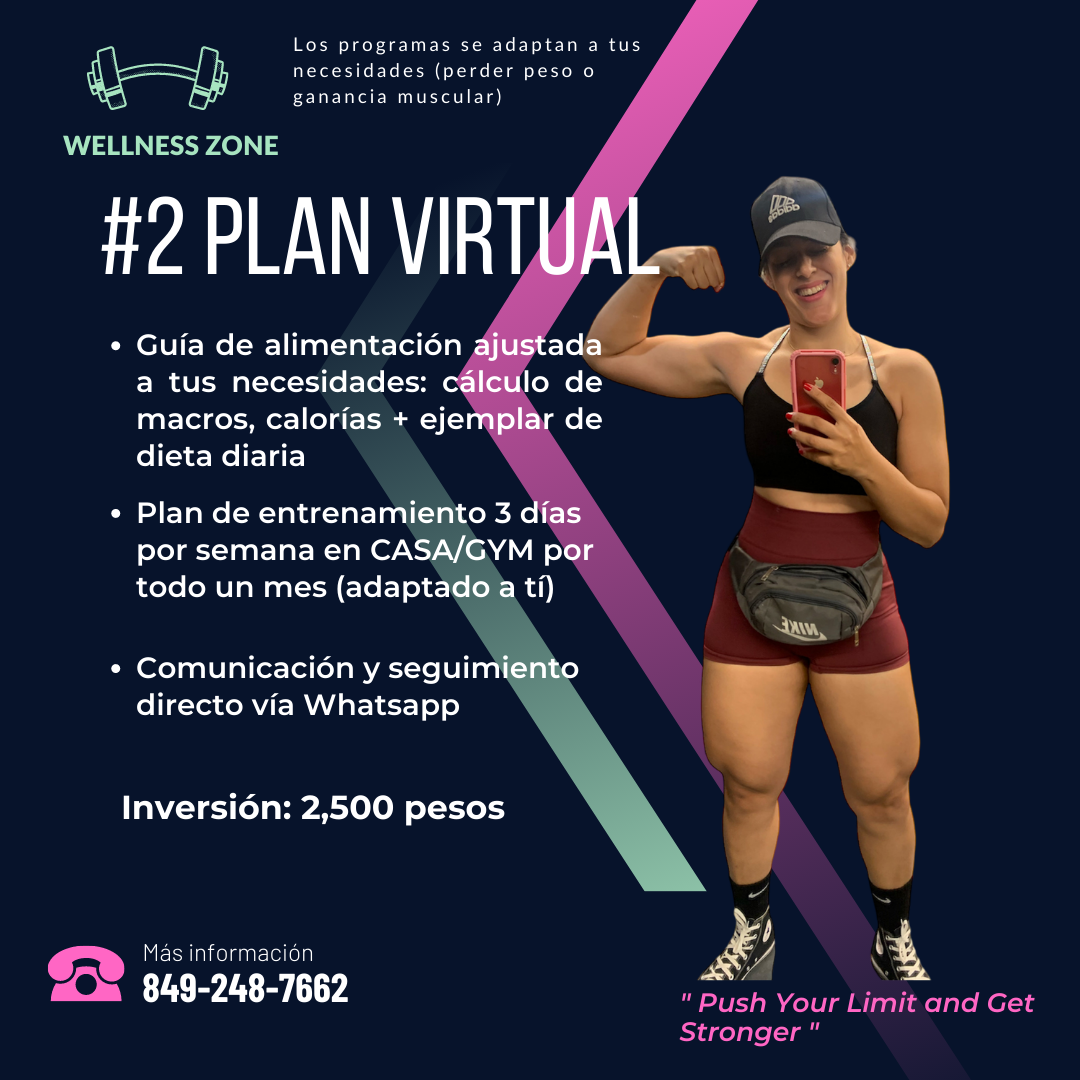 Los programas se adaptan a tus
necesidades (perder peso o
ganancia muscular)
WELLNESS ZONE
#2 PLAN VIRTUAL
• Guía de alimentación ajustada
a tus necesidades: cálculo de
macros, calorías + ejemplar de
dieta diaria
• Plan de entrenamiento 3 días
por semana en CASA/GYM por
todo un mes (adaptado a tí)
• Comunicación y seguimiento
directo vía Whatsapp
Inversión: 2,500 pesos
Más información
849-248-7662
" Push Your Limit and Get
Stronger "
adidas
NIKE